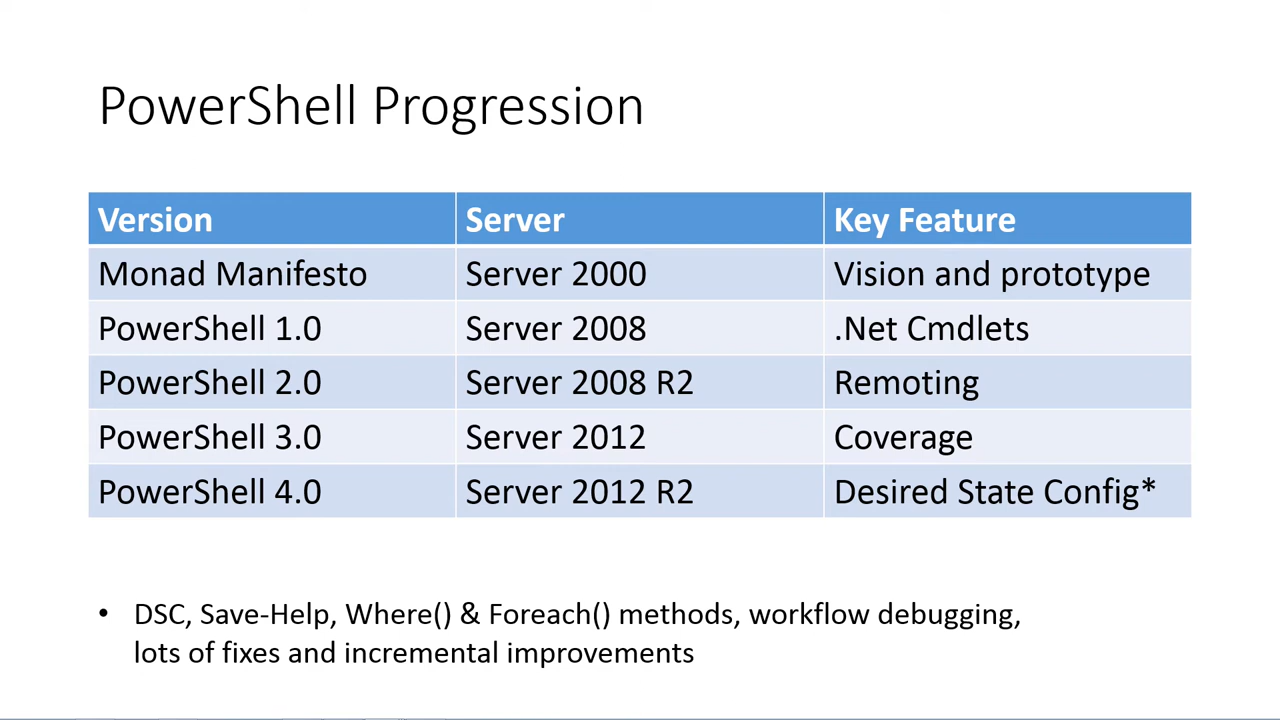 PowerShell Progression
Version Server Key Feature
Monad Manifesto Server 2000 Vision and prototype
PowerShell 1.0 Server 2008 .Net Cmdlets
PowerShell 2.0 Server 2008 R2 Remoting
PowerShell 3.0 Server 2012 Coverage
PowerShell 4.0 Server 2012 R2 Desired State Config*
• DSC, Save-Help, Where() & Foreach() methods, workflow debugging,
lots of fixes and incremental improvements